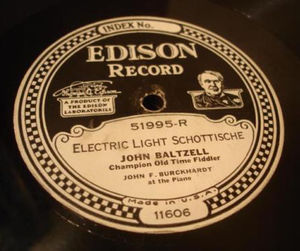 INDEX No.
EDISON
RECORD
A PRODUCT OF
THE EDISON
LABORATORIES
51995-R
ELECTRIC LIGHT SCHOTTISCHE
JOHN BALTZELL
Champion Old Time Fiddler
JOHN F. BURCKHARDT
at the Piano
Made in U.S.A.
11606